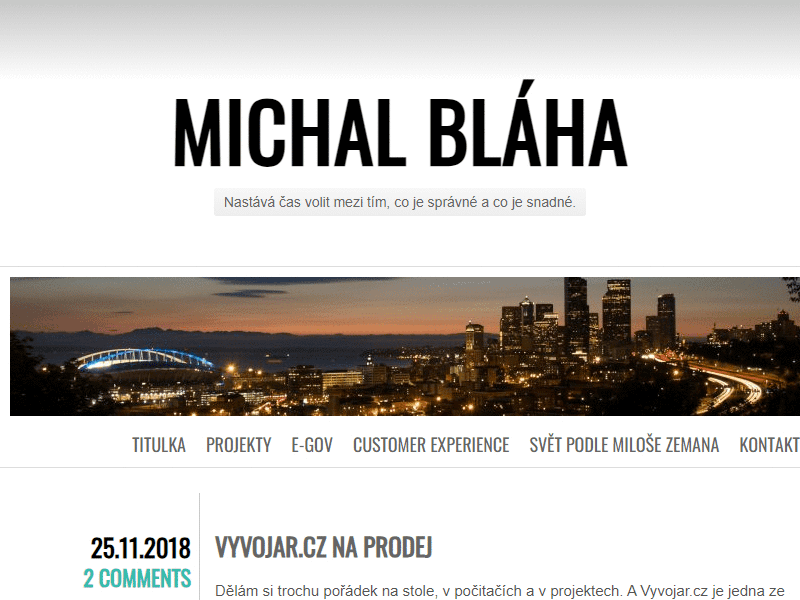 MICHAL BLÁHA
Nastává čas volit mezi tím, co je správné a co je snadné.
TITULKA PROJEKTY E-GOV CUSTOMER EXPERIENCE SVĚT PODLE MILOŠE ZEMANA KONTAKT
25.11.2018
2 COMMENTS
VYVOJAR.CZ NA PRODEJ
Dělám si trochu pořádek na stole, v počítačích a v projektech. A Vyvojar.cz je jedna ze